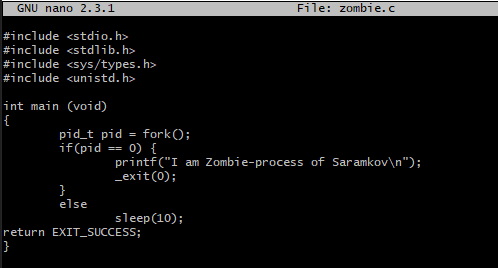 GNU nano 2.3.1 File: zombie.c
#include <stdio.h>
#include <stdlib.h>
#include <sys/types.h>
#include <unistd.h>
int main (void)
{
pid_t pid = fork();
if(pid == 0) {
printf("I am Zombie-process of Saramkov\n");
_exit(0);
}
else
sleep(10);
return EXIT_SUCCESS;
}